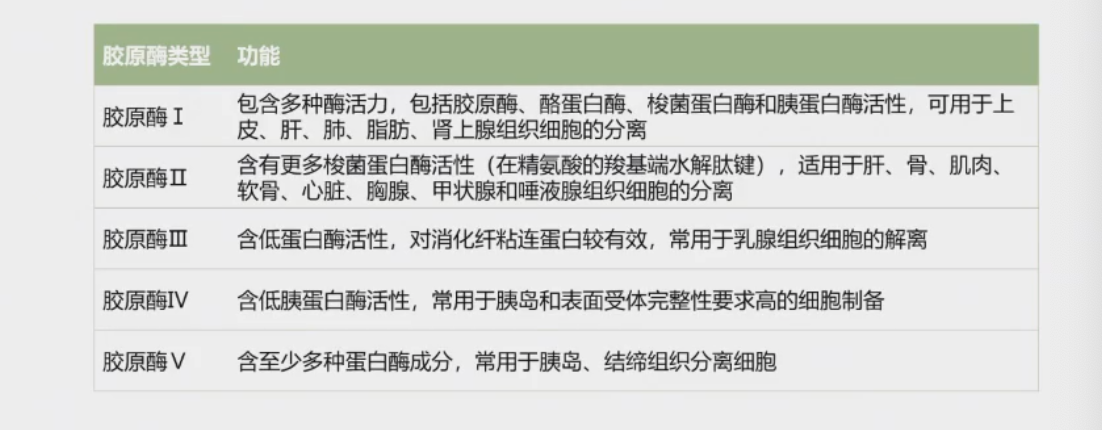 胶原酶类型 功能
胶原酶Ⅰ 包含多种酶活力，包括胶原酶、酪蛋白酶、梭菌蛋白酶和胰蛋白酶活性，可用于上
皮、肝、肺、脂肪、肾上腺组织细胞的分离
胶原酶Ⅱ 含有更多梭菌蛋白酶活性（在精氨酸的羧基端水解肽键），适用于肝、骨、肌肉、
软骨、心脏、胸腺、甲状腺和唾液腺组织细胞的分离
胶原酶Ⅲ 含低蛋白酶活性，对消化纤粘连蛋白较有效，常用于乳腺组织细胞的解离
胶原酶Ⅳ 含低胰蛋白酶活性，常用于胰岛和表面受体完整性要求高的细胞制备
胶原酶Ⅴ 含至少多种蛋白酶成分，常用于胰岛、结缔组织分离细胞